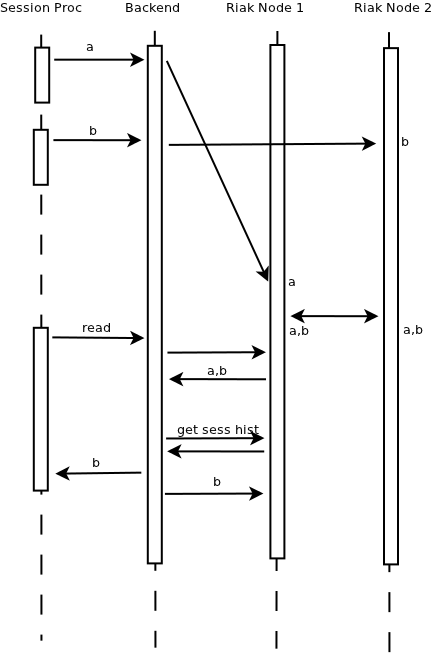 Session Proc Backend Riak Node 1 Riak Node 2
a
b
b
a
a,b
a,b
read
a,b
get sess hist
b
b